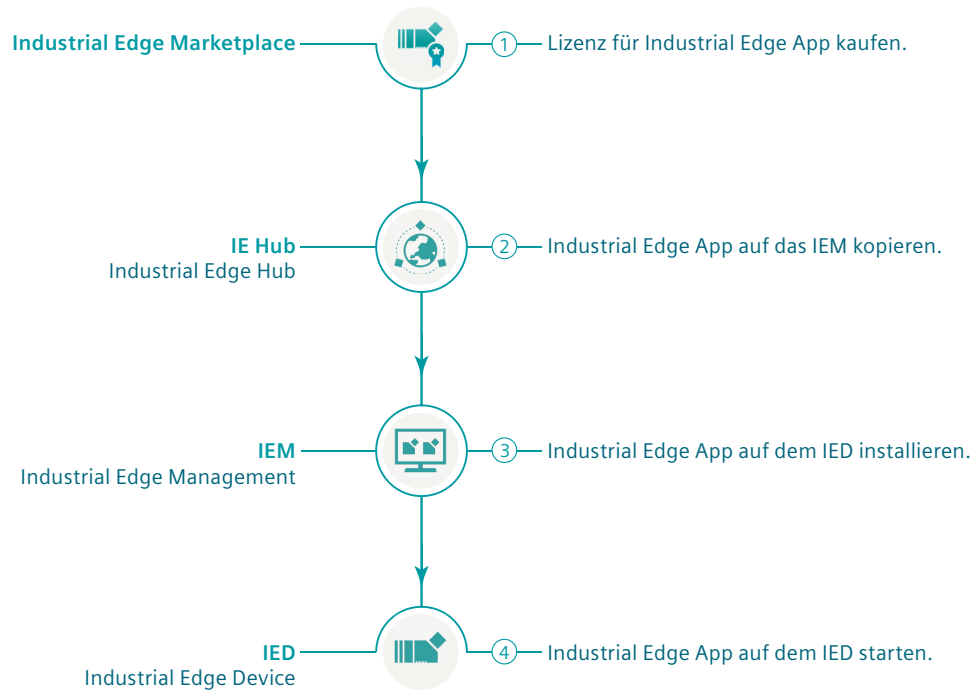 Industrial Edge Marketplace
1
Lizenz für Industrial Edge App kaufen.
IE Hub
Industrial Edge Hub
2
Industrial Edge App auf das IEM kopieren.
IEM
Industrial Edge Management
3
Industrial Edge App auf dem IED installieren.
IED
Industrial Edge Device
4
Industrial Edge App auf dem IED starten.